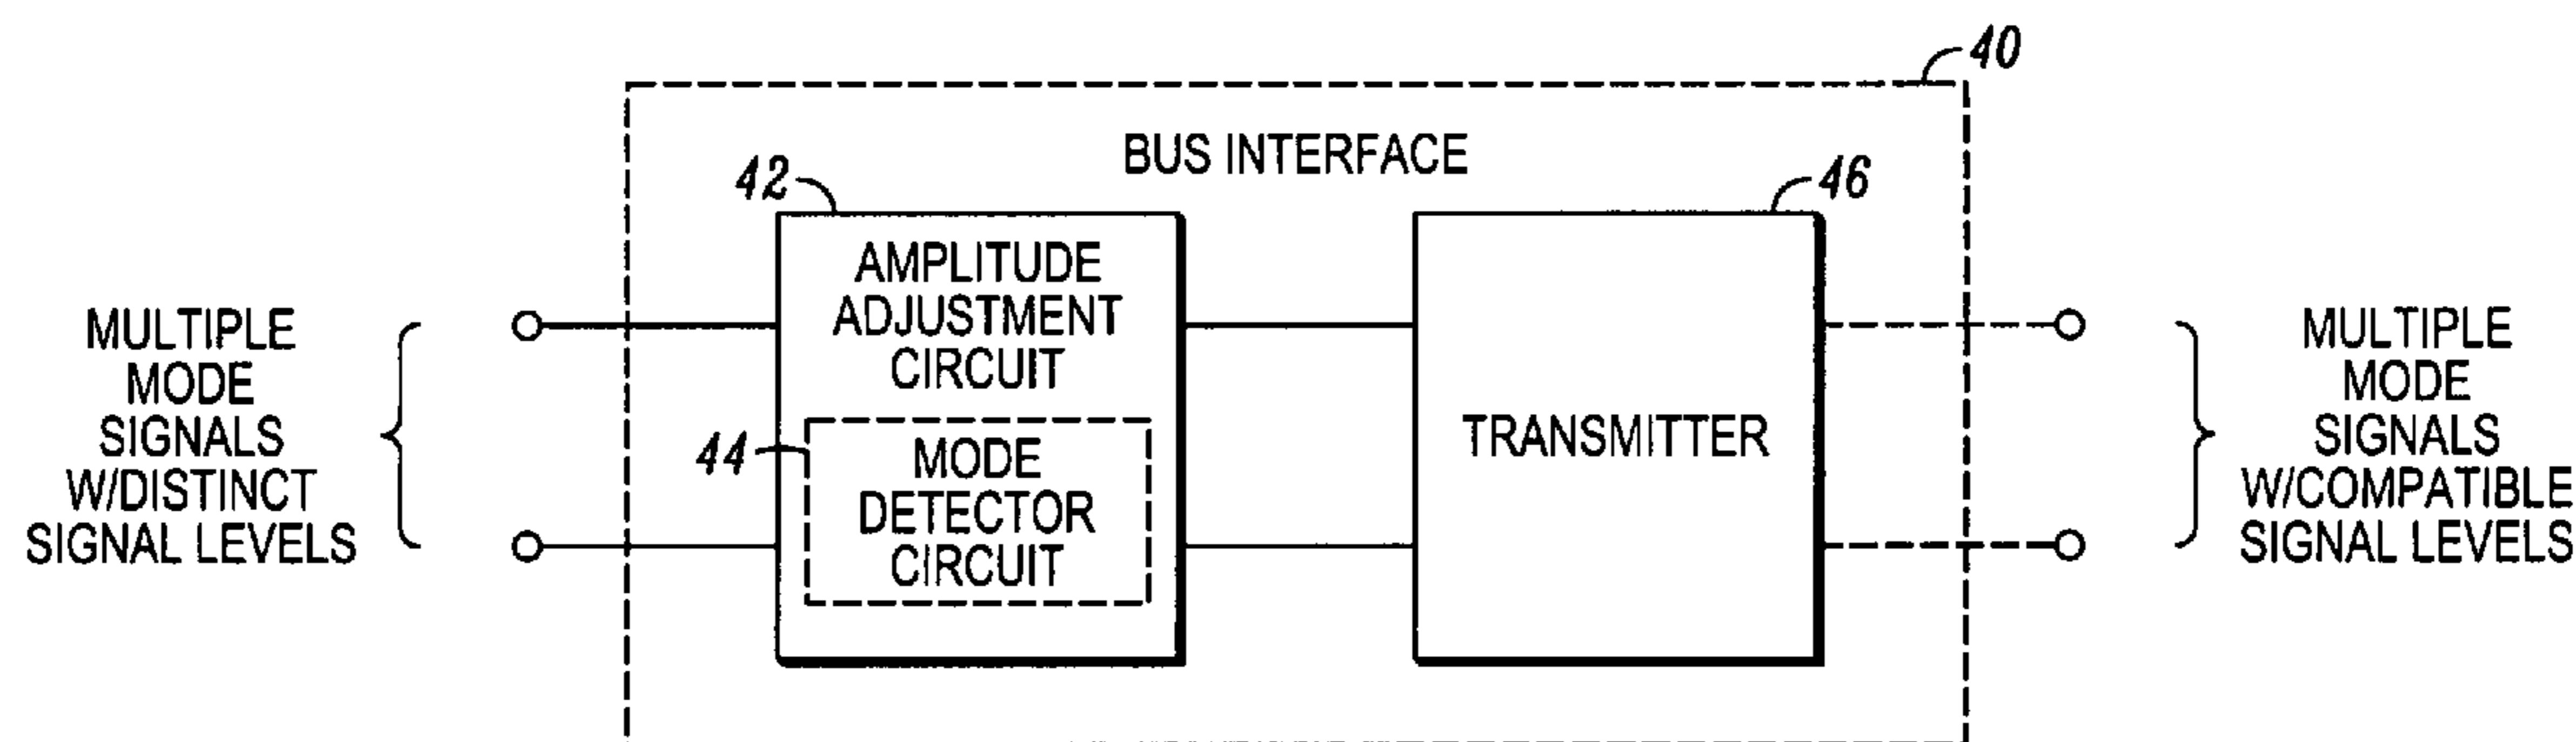 40
BUS INTERFACE
42
46
AMPLITUDE
ADJUSTMENT
CIRCUIT
44
MODE
DETECTOR
CIRCUIT
TRANSMITTER
MULTIPLE
MODE
SIGNALS
W/DISTINCT
SIGNAL LEVELS
MULTIPLE
MODE
SIGNALS
W/COMPATIBLE
SIGNAL LEVELS